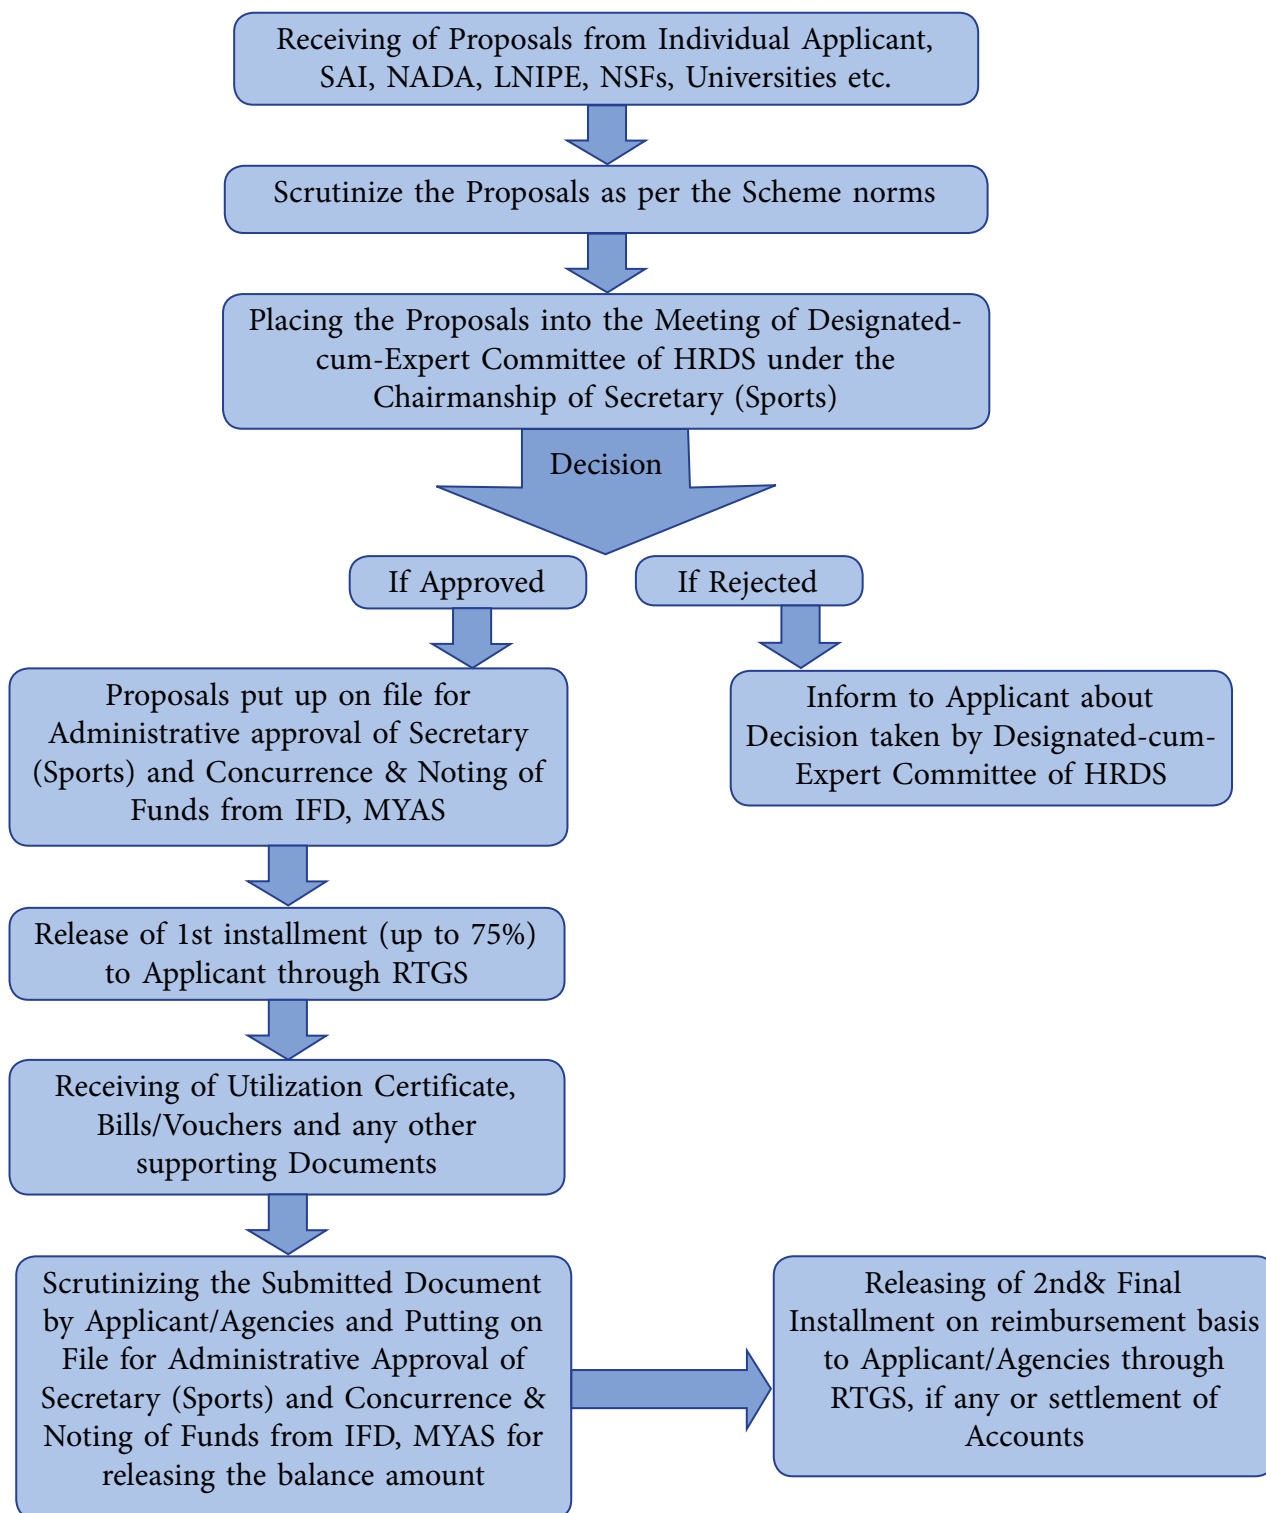 Receiving of Proposals from Individual Applicant,
SAI, NADA, LNIPE, NSFs, Universities etc.
Scrutinize the Proposals as per the Scheme norms
Placing the Proposals into the Meeting of Designated-
cum-Expert Committee of HRDS under the
Chairmanship of Secretary (Sports)
Decision
If Approved
If Rejected
Proposals put up on file for
Administrative approval of Secretary
(Sports) and Concurrence & Noting of
Funds from IFD, MYAS
Inform to Applicant about
Decision taken by Designated-cum-
Expert Committee of HRDS
Release of 1st installment (up to 75%)
to Applicant through RTGS
Receiving of Utilization Certificate,
Bills/Vouchers and any other
supporting Documents
Scrutinizing the Submitted Document
by Applicant/Agencies and Putting on
File for Administrative Approval of
Secretary (Sports) and Concurrence &
Noting of Funds from IFD, MYAS for
releasing the balance amount
Releasing of 2nd& Final
Installment on reimbursement basis
to Applicant/Agencies through
RTGS, if any or settlement of
Accounts